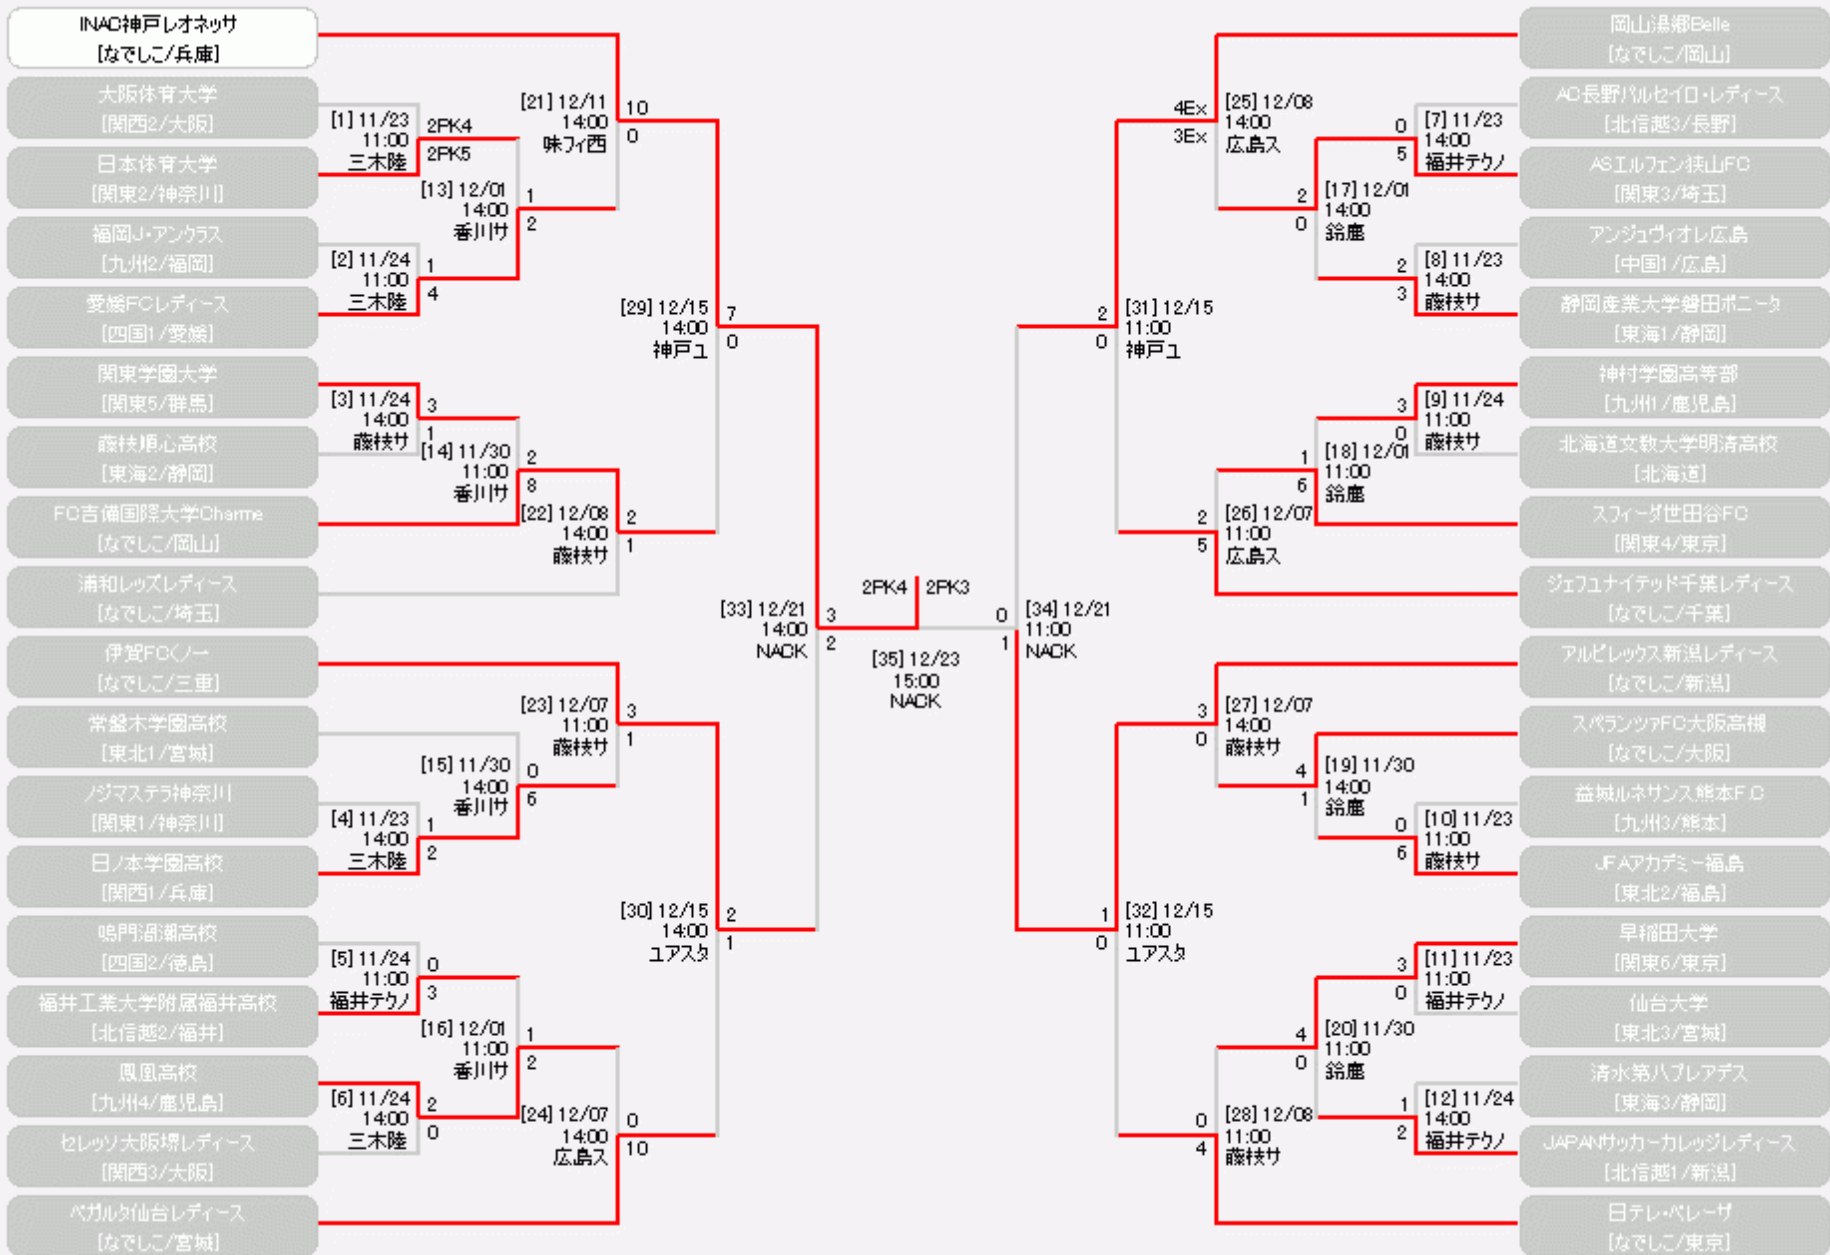 INAC神戸レオネッサ
[なでしこ/兵庫]
大阪体育大学
[関西2/大阪]
日本体育大学
[関東2/神奈川]
福岡J・アンクラス
[九州2/福岡]
愛媛FCレディース
[四国1/愛媛]
関東学園大学
[関東5/群馬]
藤枝順心高校
[東海2/静岡]
FC吉備国際大学Charme
[なでしこ/岡山]
浦和レッズレディース
[なでしこ/埼玉]
伊賀FCくノ一
[なでしこ/三重]
常盤木学園高校
[東北1/宮城]
ノジマステラ神奈川
[関東1/神奈川]
日ノ本学園高校
[関西1/兵庫]
鳴門渦潮高校
[四国2/徳島]
福井工業大学附属福井高校
[北信越2/福井]
鳳凰高校
[九州4/鹿児島]
セレッソ大阪堺レディース
[関西3/大阪]
ベガルタ仙台レディース
[なでしこ/宮城]
[1] 11/23
11:00
三木陸
2PK4
2PK5
[2] 11/24
11:00
三木陸
1
4
[3] 11/24
14:00
藤枝サ
3
1
[4] 11/23
14:00
三木陸
1
2
[5] 11/24
11:00
福井テクノ
0
3
[6] 11/24
14:00
三木陸
2
0
[13] 12/01
14:00
香川サ
1
2
[14] 11/30
11:00
香川サ
2
8
[15] 11/30
14:00
香川サ
0
6
[16] 12/01
11:00
香川サ
1
2
[21] 12/11
14:00
味フィ西
10
0
[22] 12/08
14:00
藤枝サ
2
1
[23] 12/07
11:00
藤枝サ
3
1
[24] 12/07
14:00
広島ス
0
10
[29] 12/15
14:00
神戸ユ
7
0
[30] 12/15
14:00
ユアスタ
2
1
[33] 12/21
14:00
NACK
3
2
2PK4
2PK3
[35] 12/23
15:00
NACK
0
1
[34] 12/21
11:00
NACK
2
0
[31] 12/15
11:00
神戸ユ
1
0
[32] 12/15
11:00
ユアスタ
4Ex
3Ex
[25] 12/08
14:00
広島ス
2
5
[26] 12/07
11:00
広島ス
3
0
[27] 12/07
14:00
藤枝サ
0
4
[28] 12/08
11:00
藤枝サ
2
0
[17] 12/01
14:00
鈴鹿
1
6
[18] 12/01
11:00
鈴鹿
4
1
[19] 11/30
14:00
鈴鹿
4
0
[20] 11/30
11:00
鈴鹿
0
5
[7] 11/23
14:00
福井テクノ
2
3
[8] 11/23
14:00
藤枝サ
3
0
[9] 11/24
11:00
藤枝サ
0
6
[10] 11/23
11:00
藤枝サ
3
0
[11] 11/23
11:00
福井テクノ
1
2
[12] 11/24
14:00
福井テクノ
岡山湯郷Belle
[なでしこ/岡山]
AC長野パルセイロ・レディース
[北信越3/長野]
ASエルフェン狭山FC
[関東3/埼玉]
アンジュヴィオレ広島
[中国1/広島]
静岡産業大学磐田ボニータ
[東海1/静岡]
神村学園高等部
[九州1/鹿児島]
北海道文教大学明清高校
[北海道]
スフィーダ世田谷FC
[関東4/東京]
ジェフユナイテッド千葉レディース
[なでしこ/千葉]
アルビレックス新潟レディース
[なでしこ/新潟]
スペランツァFC大阪高槻
[なでしこ/大阪]
益城ルネサンス熊本F.C
[九州3/熊本]
JFAアカデミー福島
[東北2/福島]
早稲田大学
[関東6/東京]
仙台大学
[東北3/宮城]
清水第八プレアデス
[東海3/静岡]
JAPANサッカーカレッジレディース
[北信越1/新潟]
日テレ・ベレーザ
[なでしこ/東京]